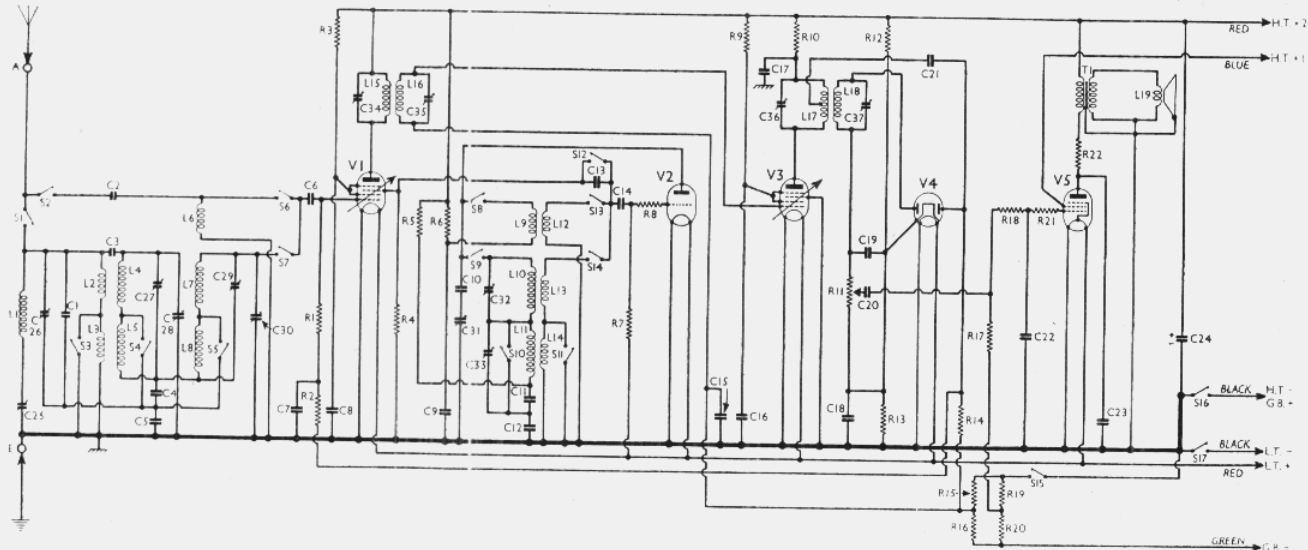 H.T.+2
RED
R3
R9
R10
R12
A
C17
C21
BLUE
H.T.+1
L15
L16
C34
C35
L18
T1
L19
C36
L17
C37
S12
C13
R22
V1
V3
V4
V5
C2
S2
C6
S6
S8
C14
V2
S13
R8
R18
R21
S1
L6
R5
R6
L9
L12
C3
S7
S9
S14
C19
L2
L4
C27
L7
C29
C10
L10
C32
L13
R11
C20
L1
C26
C1
L3
S3
L5
S4
C28
L8
S5
C30
R1
R4
C31
L11
C33
S10
L14
S11
R7
R17
C22
C24
C25
C4
C5
C7
R2
C8
C9
C11
C12
C15
C16
C18
R13
R14
C23
S16
BLACK
H.T.-
G.B.+
E
S17
BLACK
L.T.-
RED
L.T.+
R15
R19
S15
R16
R20
GREEN
G.B.-